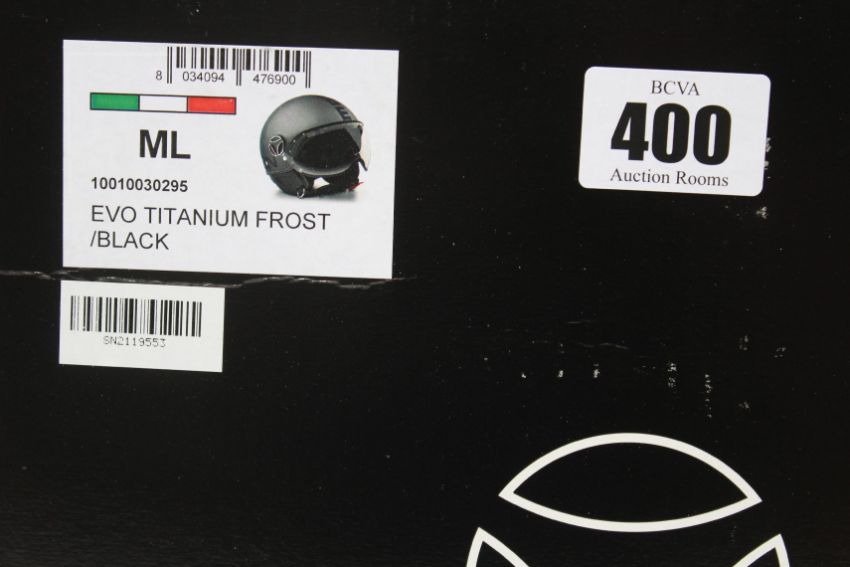 8 034094 476900
ML
10010030295
EVO TITANIUM FROST
/BLACK
SN2119553
BCVA
400
Auction Rooms